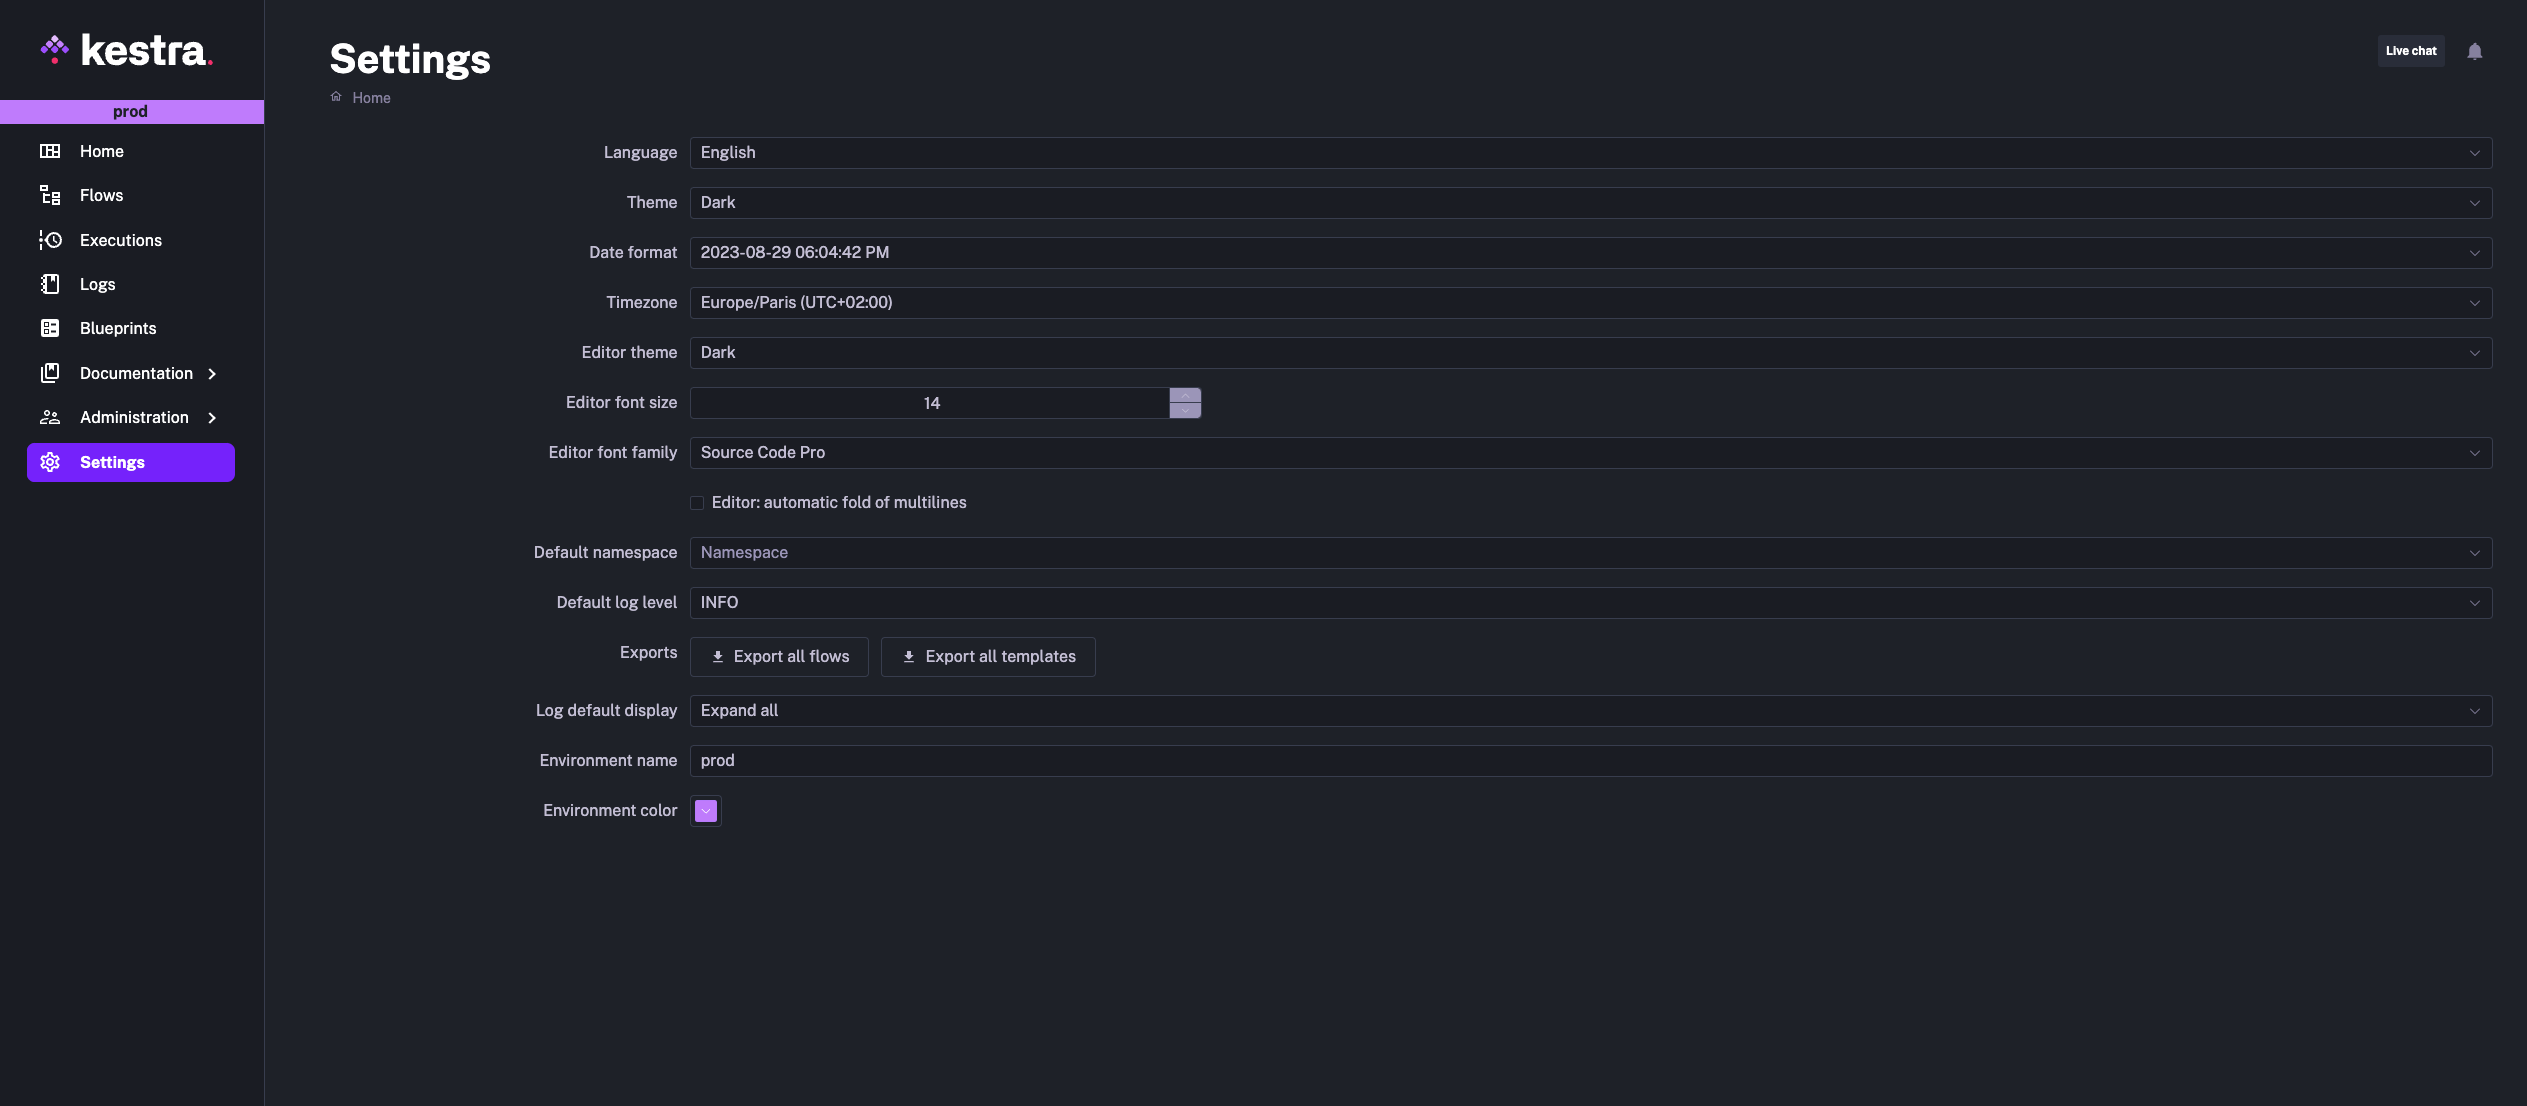 kestra.
prod
Home
Flows
Executions
Logs
Blueprints
Documentation
Administration
Settings
Settings
Home
Live chat
Language English
Theme Dark
Date format 2023-08-29 06:04:42 PM
Timezone Europe/Paris (UTC+02:00)
Editor theme Dark
Editor font size 14
Editor font family Source Code Pro
Editor: automatic fold of multilines
Default namespace Namespace
Default log level INFO
Exports Export all flows Export all templates
Log default display Expand all
Environment name prod
Environment color